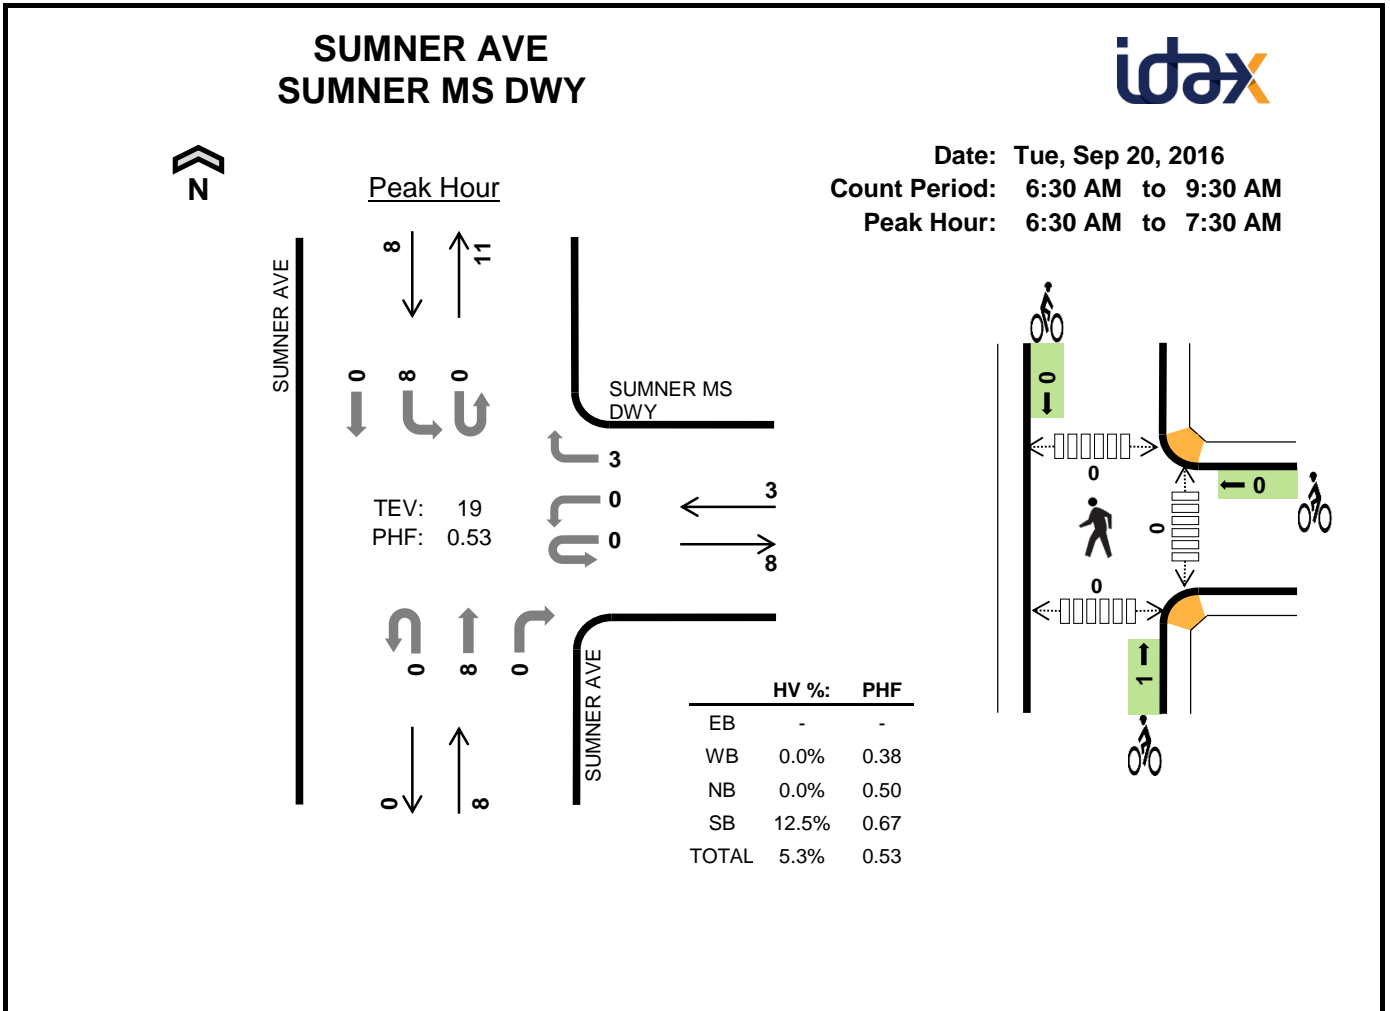 SUMNER AVE
SUMNER MS DWY
idax
N
Peak Hour
Date: Tue, Sep 20, 2016
Count Period: 6:30 AM to 9:30 AM
Peak Hour: 6:30 AM to 7:30 AM
SUMNER AVE
8
11
0 8 0
SUMNER MS
DWY
3
0
0
3
8
TEV: 19
PHF: 0.53
0 8 0
SUMNER AVE
0
8
HV %: PHF
EB - -
WB 0.0% 0.38
NB 0.0% 0.50
SB 12.5% 0.67
TOTAL 5.3% 0.53
0
0
0
0
0
1